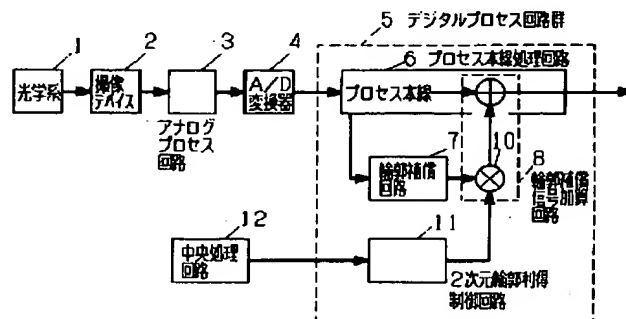 5 デジタルプロセス回路群
1
2
3
4
6 プロセス本線処理回路
光学系
撮像
デバイス
A/D
変換器
プロセス本線
アナログ
プロセス
回路
7
10
8
輪郭補償
回路
輪郭補償
信号加算
回路
12
11
中央処理
回路
2次元輪郭利得
制御回路